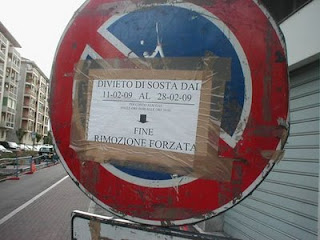 DIVIETO DI SOSTA DAL
11-02-09 AL 28-02-09
FINE
RIMOZIONE FORZATA